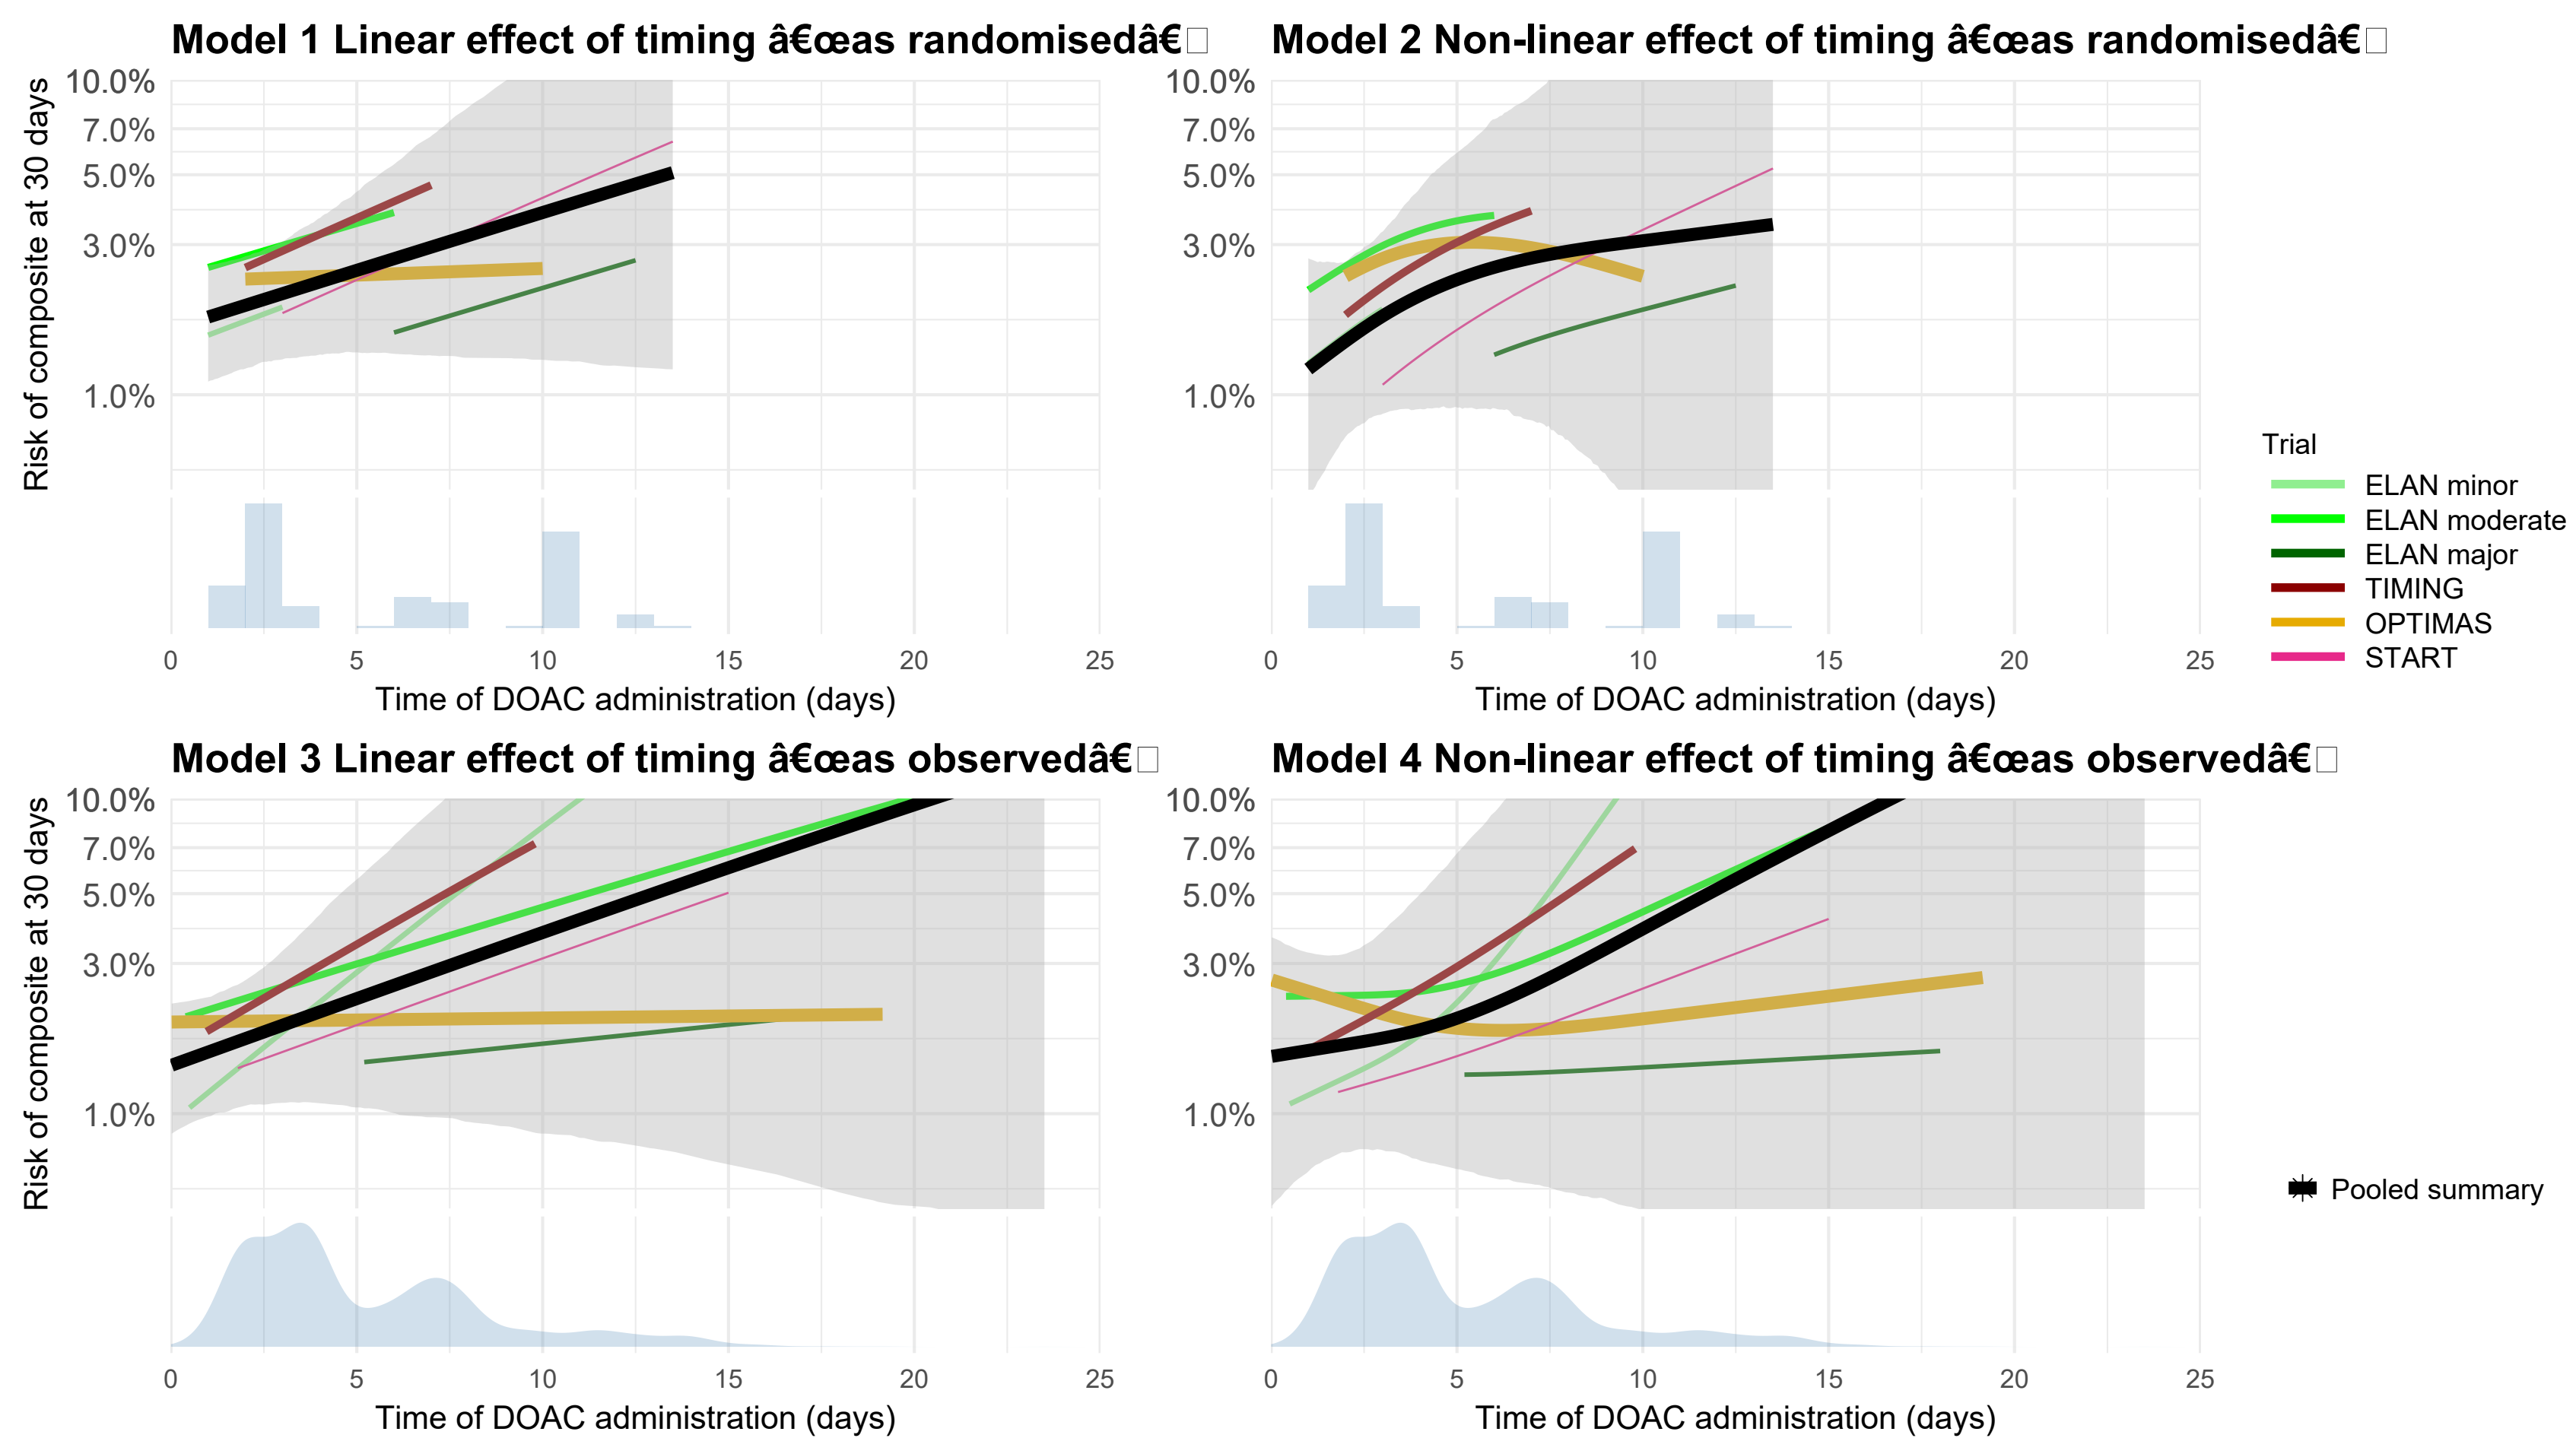 Model 1 Linear effect of timing â€œas randomisedâ€□
Risk of composite at 30 days
10.0%
7.0%
5.0%
3.0%
1.0%
0 5 10 15 20 25
Time of DOAC administration (days)
Model 2 Non-linear effect of timing â€œas randomisedâ€□
10.0%
7.0%
5.0%
3.0%
1.0%
0 5 10 15 20 25
Time of DOAC administration (days)
Trial
ELAN minor
ELAN moderate
ELAN major
TIMING
OPTIMAS
START
Model 3 Linear effect of timing â€œas observedâ€□
Risk of composite at 30 days
10.0%
7.0%
5.0%
3.0%
1.0%
0 5 10 15 20 25
Time of DOAC administration (days)
Model 4 Non-linear effect of timing â€œas observedâ€□
10.0%
7.0%
5.0%
3.0%
1.0%
0 5 10 15 20 25
Time of DOAC administration (days)
Pooled summary